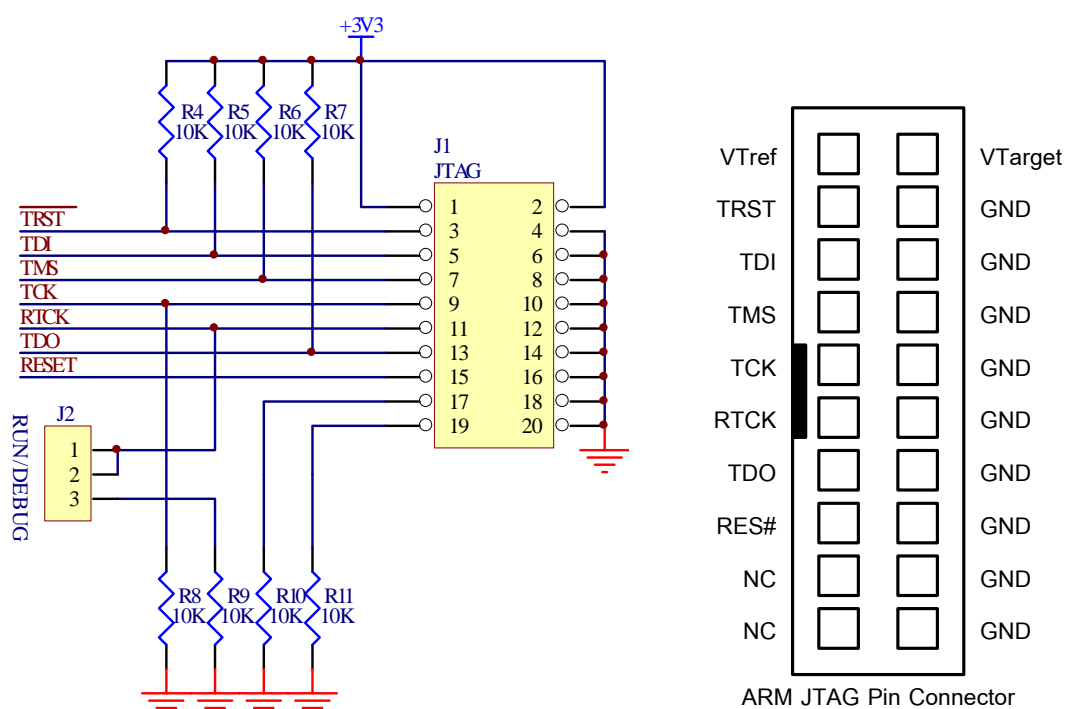 +3V3
R4 R5 R6 R7
10K 10K 10K 10K
J1
JTAG
1 2
TRST 3 4
TDI 5 6
TMS 7 8
TCK 9 10
RTCK 11 12
TDO 13 14
RESET 15 16
17 18
19 20
J2
1
2
3
RUN/DEBUG
R8 R9 R10 R11
10K 10K 10K 10K
VTref VTarget
TRST GND
TDI GND
TMS GND
TCK GND
RTCK GND
TDO GND
RES# GND
NC GND
NC GND
ARM JTAG Pin Connector